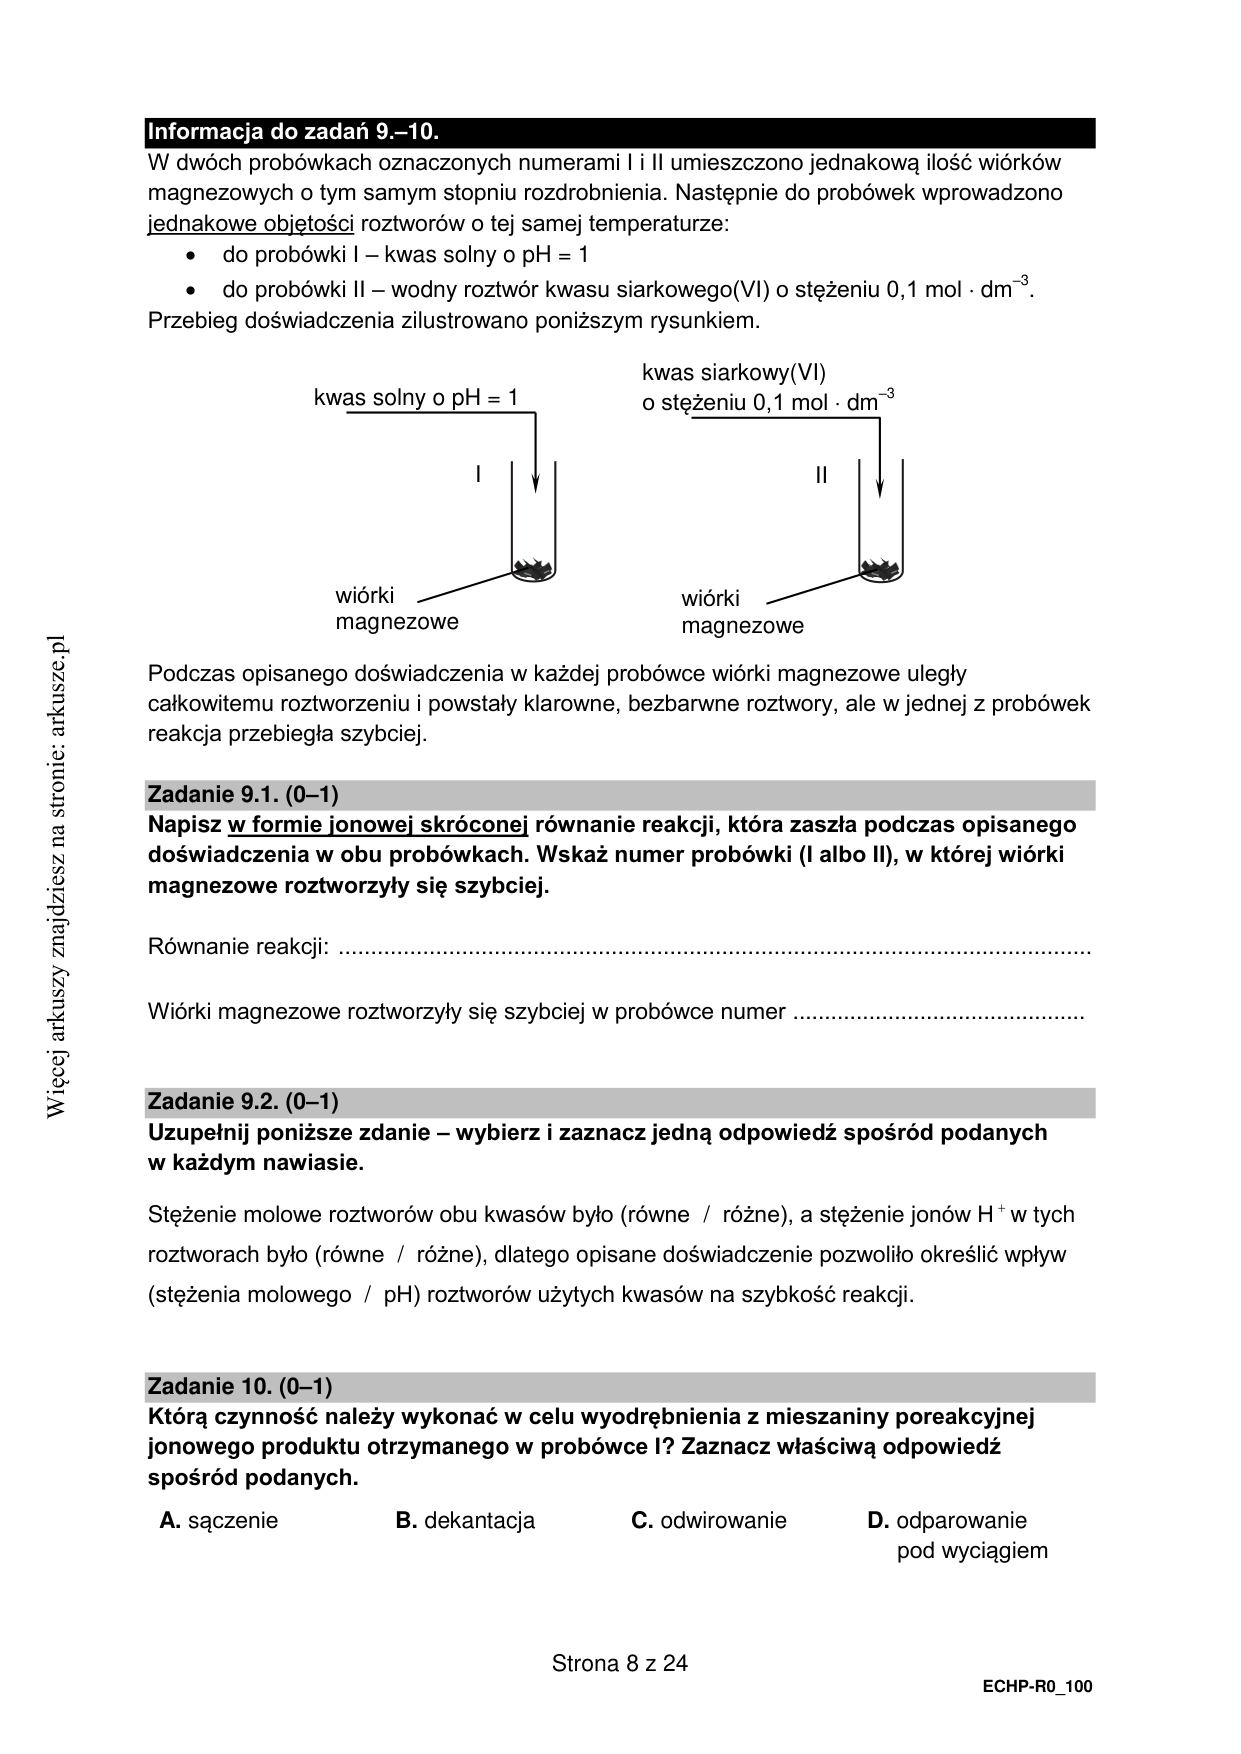 Informacja do zadań 9.–10.
W dwóch probówkach oznaczonych numerami I i II umieszczono jednakową ilość wiórków
magnezowych o tym samym stopniu rozdrobnienia. Następnie do probówek wprowadzono
jednakowe objętości roztworów o tej samej temperaturze:
• do probówki I – kwas solny o pH = 1
• do probówki II – wodny roztwór kwasu siarkowego(VI) o stężeniu 0,1 mol · dm⁻³.
Przebieg doświadczenia zilustrowano poniższym rysunkiem.
kwas solny o pH = 1
kwas siarkowy(VI)
o stężeniu 0,1 mol · dm⁻³
I
II
wiórki
magnezowe
wiórki
magnezowe
Podczas opisanego doświadczenia w każdej probówce wiórki magnezowe uległy
całkowitemu roztworzeniu i powstały klarowne, bezbarwne roztwory, ale w jednej z probówek
reakcja przebiegła szybciej.
Zadanie 9.1. (0–1)
Napisz w formie jonowej skróconej równanie reakcji, która zaszła podczas opisanego
doświadczenia w obu probówkach. Wskaż numer probówki (I albo II), w której wiórki
magnezowe roztworzyły się szybciej.
Równanie reakcji: ....................................................................................................................
Wiórki magnezowe roztworzyły się szybciej w probówce numer .............................................
Zadanie 9.2. (0–1)
Uzupełnij poniższe zdanie – wybierz i zaznacz jedną odpowiedź spośród podanych
w każdym nawiasie.
Stężenie molowe roztworów obu kwasów było (równe / różne), a stężenie jonów H⁺ w tych
roztworach było (równe / różne), dlatego opisane doświadczenie pozwoliło określić wpływ
(stężenia molowego / pH) roztworów użytych kwasów na szybkość reakcji.
Zadanie 10. (0–1)
Którą czynność należy wykonać w celu wyodrębnienia z mieszaniny poreakcyjnej
jonowego produktu otrzymanego w probówce I? Zaznacz właściwą odpowiedź
spośród podanych.
A. sączenie B. dekantacja C. odwirowanie D. odparowanie
pod wyciągiem
Strona 8 z 24
ECHP-R0_100
Więcej arkuszy znajdziesz na stronie: arkusze.pl